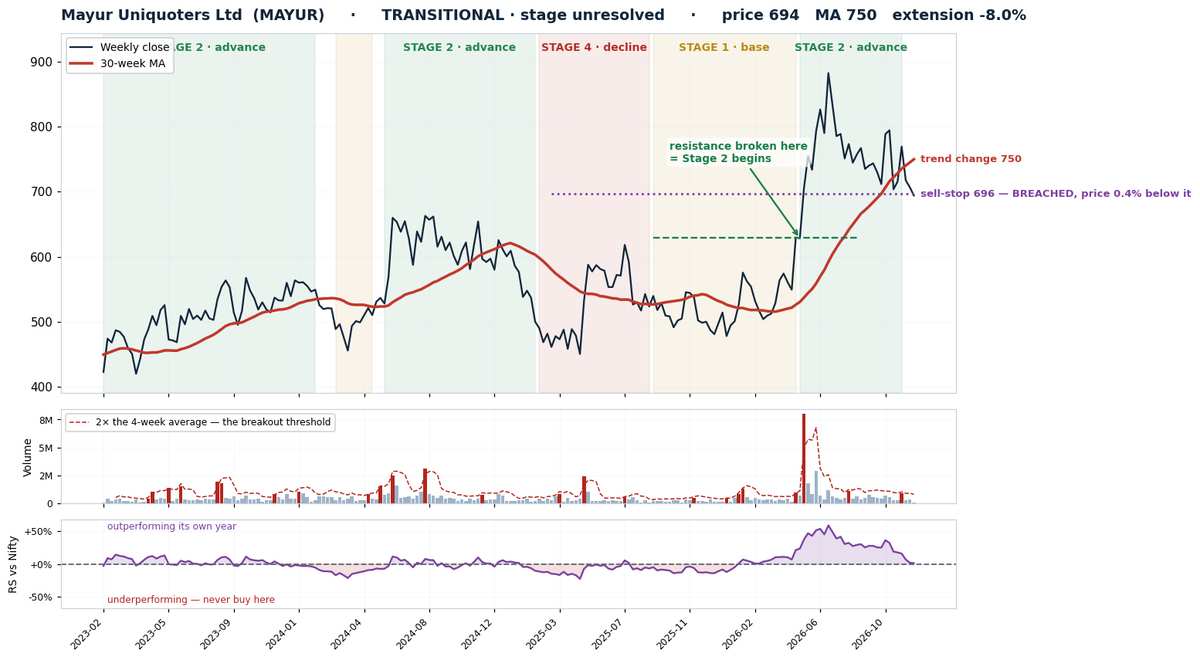 Mayur Uniquoters Ltd (MAYUR) · TRANSITIONAL · stage unresolved · price 694 MA 750 extension -8.0%
Weekly close
30-week MA
GE 2 · advance
STAGE 2 · advance
STAGE 4 · decline
STAGE 1 · base
STAGE 2 · advance
900
800
700
600
500
400
resistance broken here
= Stage 2 begins
trend change 750
sell-stop 696 — BREACHED, price 0.4% below it
Volume
8M
5M
2M
0
2× the 4-week average — the breakout threshold
RS vs Nifty
+50%
+0%
-50%
outperforming its own year
underperforming — never buy here
2023-02
2023-05
2023-09
2024-01
2024-04
2024-08
2024-12
2025-03
2025-07
2025-11
2026-02
2026-06
2026-10